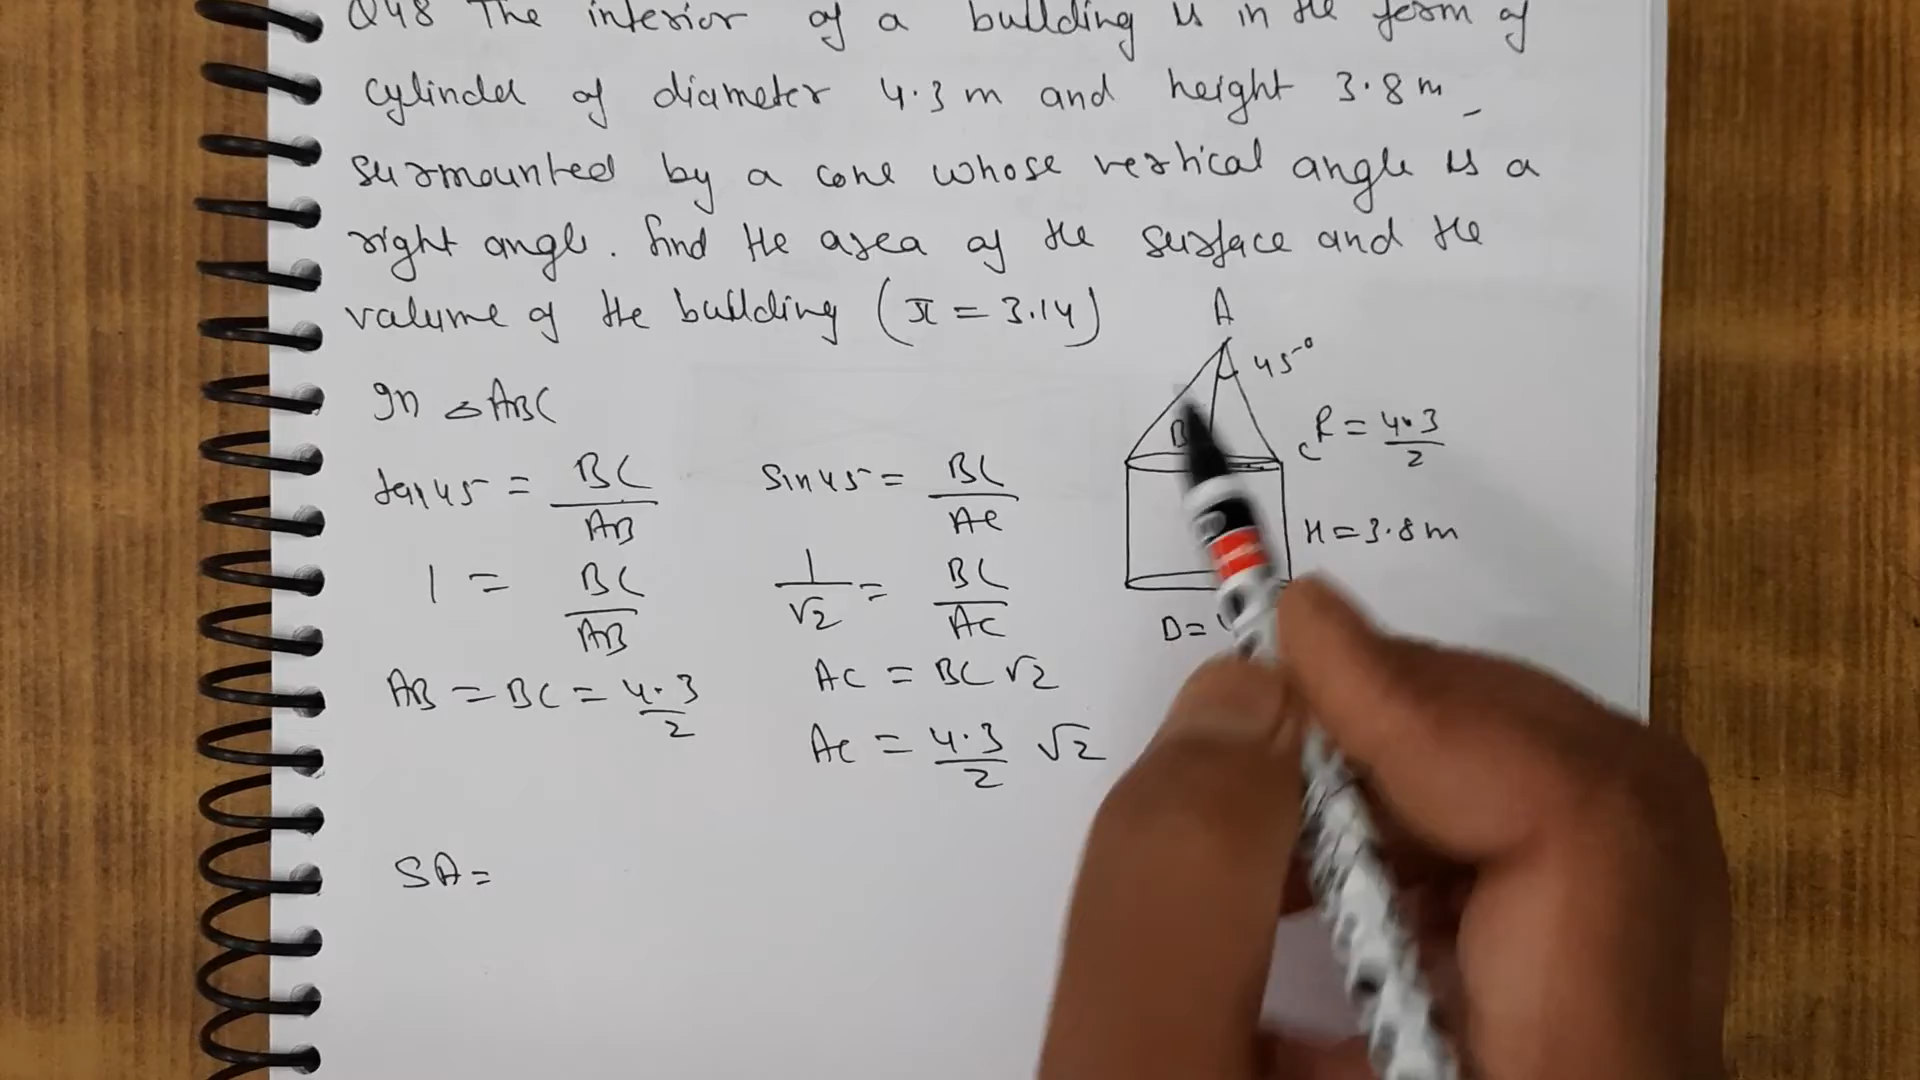 Q48 The interior of a building is in the form of
cylinder of diameter 4.3 m and height 3.8 m
surmounted by a cone whose vertical angle is a
right angle. find the area of the surface and the
volume of the building (π = 3.14)
A
45°
In △ABC
B
C
R = 4.3/2
tan 45 = BC/AB
sin 45 = BC/AC
H = 3.8 m
1 = BC/AB
1/√2 = BC/AC
D =
AB = BC = 4.3/2
AC = BC √2
AC = 4.3/2 √2
SA =